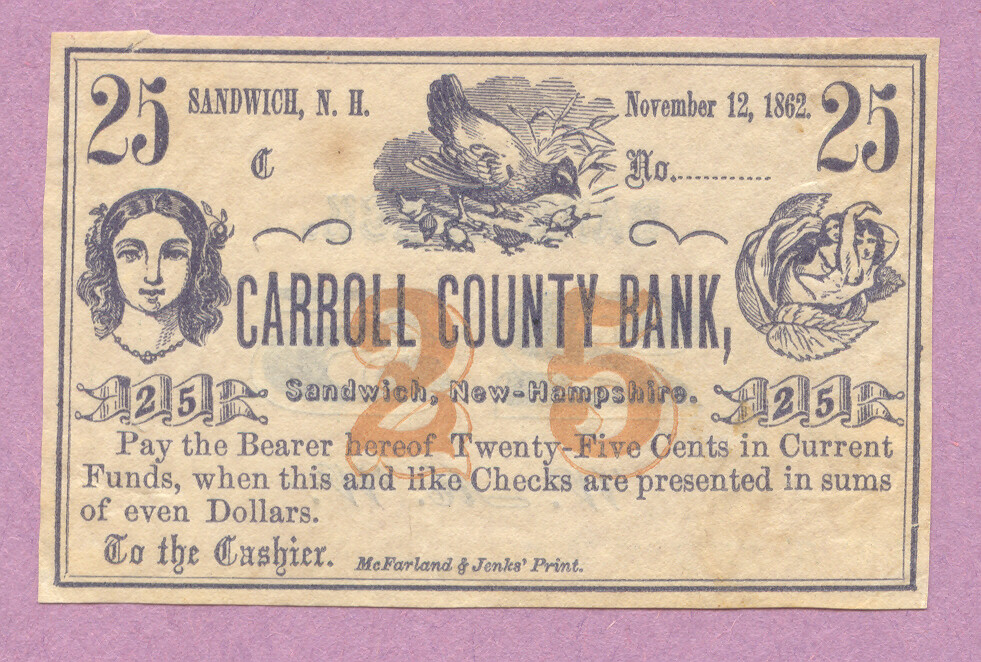 25 SANDWICH, N. H. November 12, 1862. 25
C No............
CARROLL COUNTY BANK,
25
Sandwich, New-Hampshire.
25 25
Pay the Bearer hereof Twenty-Five Cents in Current
Funds, when this and like Checks are presented in sums
of even Dollars.
To the Cashier. McFarland & Jenks' Print.